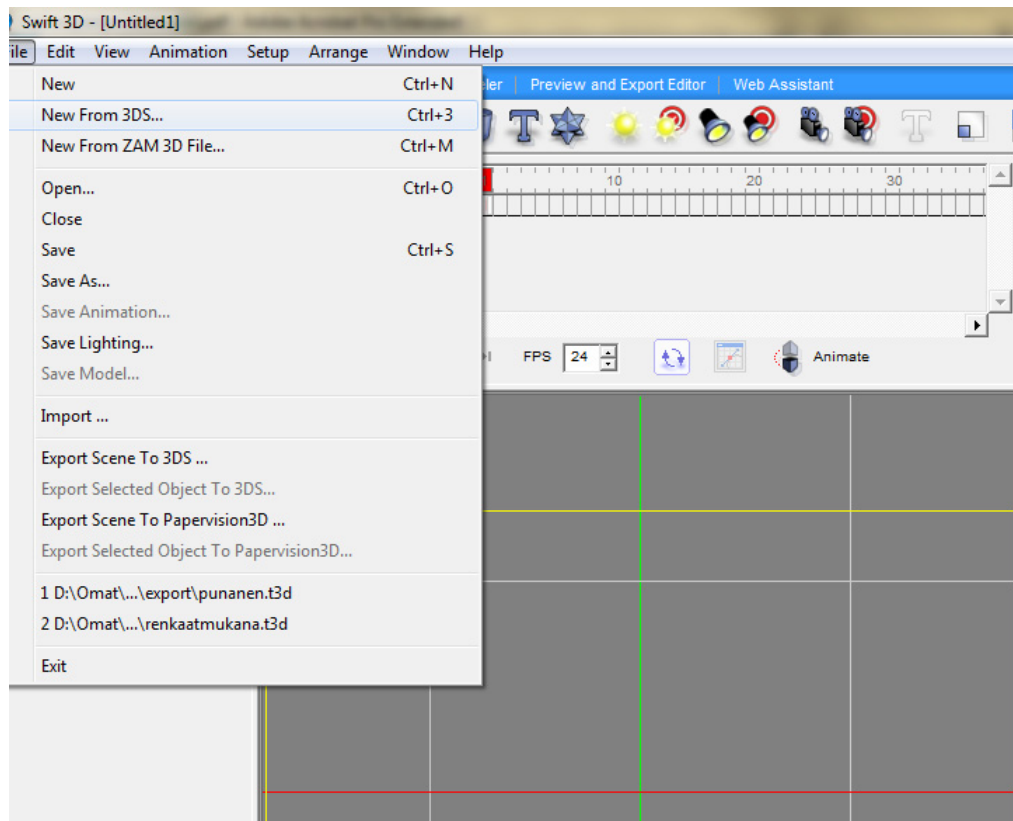 Swift 3D - [Untitled1]
File Edit View Animation Setup Arrange Window Help
New Ctrl+N
Preview and Export Editor Web Assistant
New From 3DS... Ctrl+3
New From ZAM 3D File... Ctrl+M
10 20 30
Open... Ctrl+O
Close
Save Ctrl+S
Save As...
Save Animation...
Save Lighting...
FPS 24 Animate
Save Model...
Import ...
Export Scene To 3DS ...
Export Selected Object To 3DS...
Export Scene To Papervision3D ...
Export Selected Object To Papervision3D...
1 D:\Omat\...\export\punanen.t3d
2 D:\Omat\...\renkaatmukana.t3d
Exit